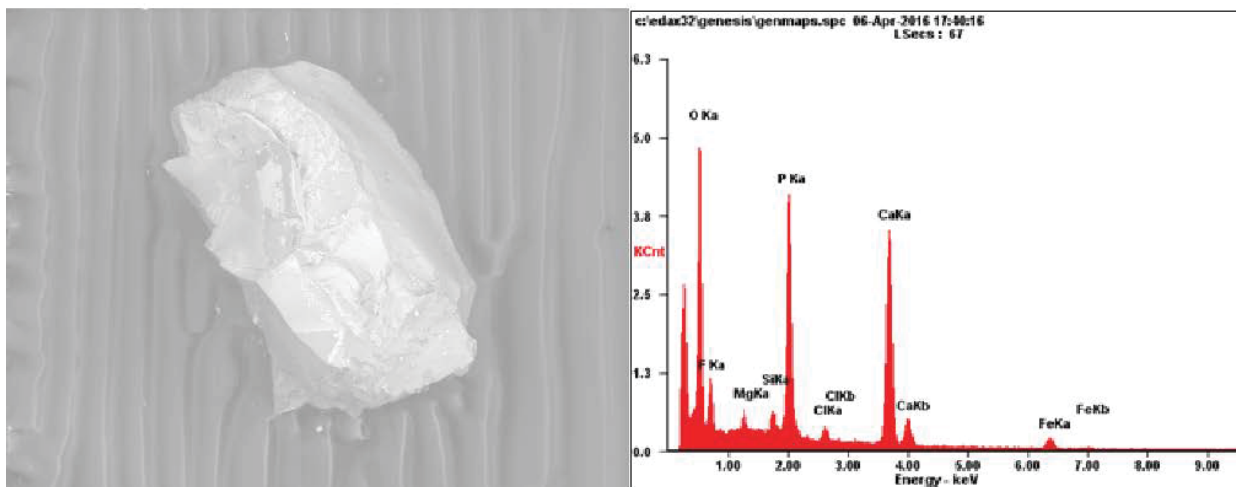 c:\edax32\genesis\genmaps.spc 06-Apr-2016 17:40:16
LSecs : 67
6.3
5.0
3.8
KCnt
2.5
1.3
0.0
O Ka
F Ka
MgKa
SiKa
P Ka
ClKa
ClKb
CaKa
CaKb
FeKa
FeKb
1.00 2.00 3.00 4.00 5.00 6.00 7.00 8.00 9.00
Energy - keV